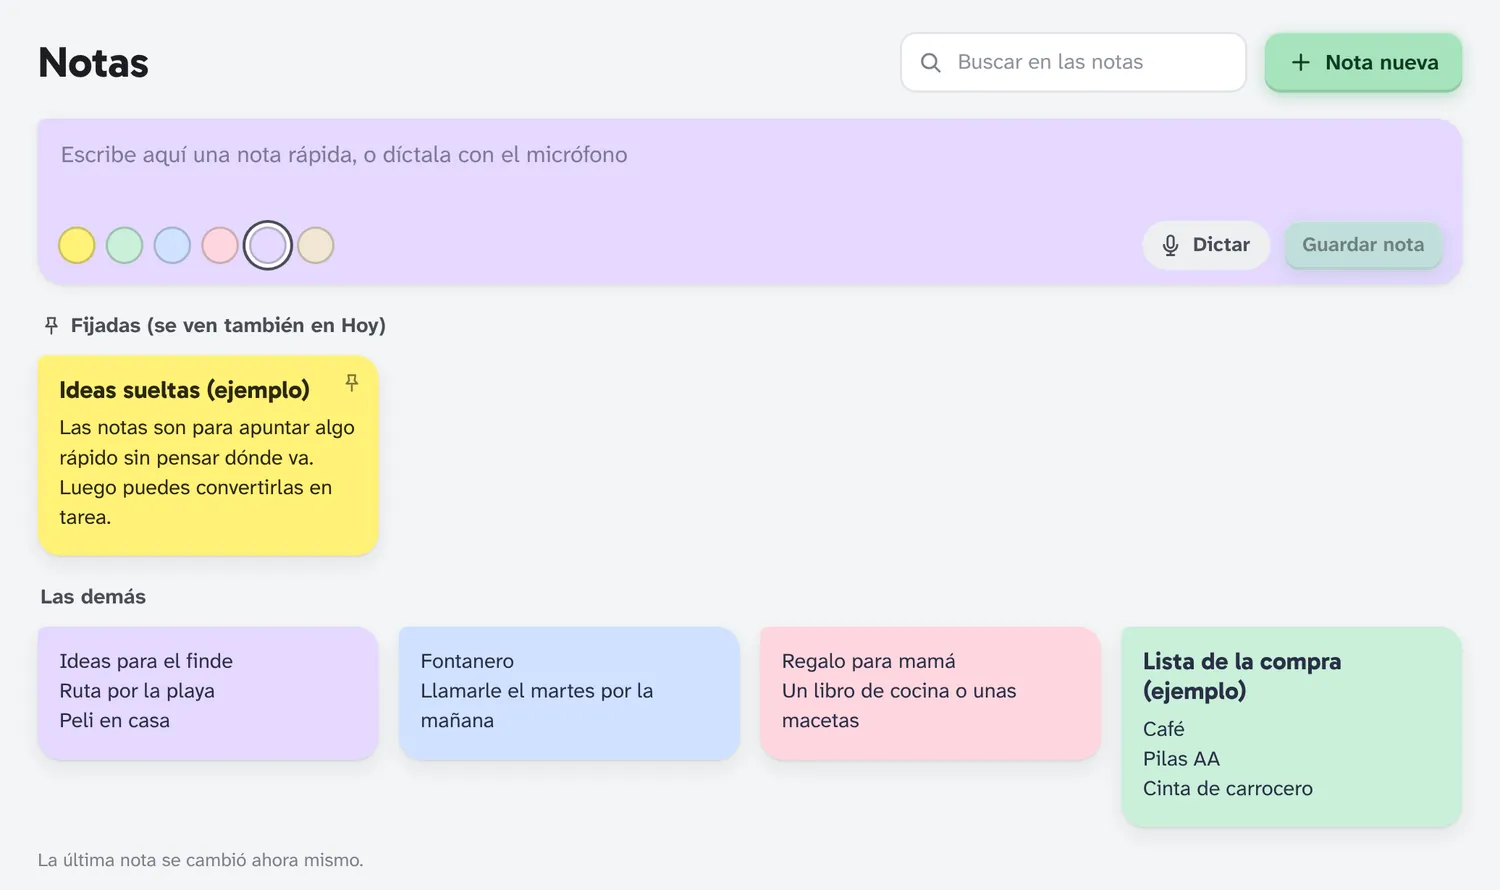 Notas
Buscar en las notas
+ Nota nueva
Escribe aquí una nota rápida, o díctala con el micrófono
Dictar
Guardar nota
Fijadas (se ven también en Hoy)
Ideas sueltas (ejemplo)
Las notas son para apuntar algo
rápido sin pensar dónde va.
Luego puedes convertirlas en
tarea.
Las demás
Ideas para el finde
Ruta por la playa
Peli en casa
Fontanero
Llamarle el martes por la
mañana
Regalo para mamá
Un libro de cocina o unas
macetas
Lista de la compra
(ejemplo)
Café
Pilas AA
Cinta de carrocero
La última nota se cambió ahora mismo.